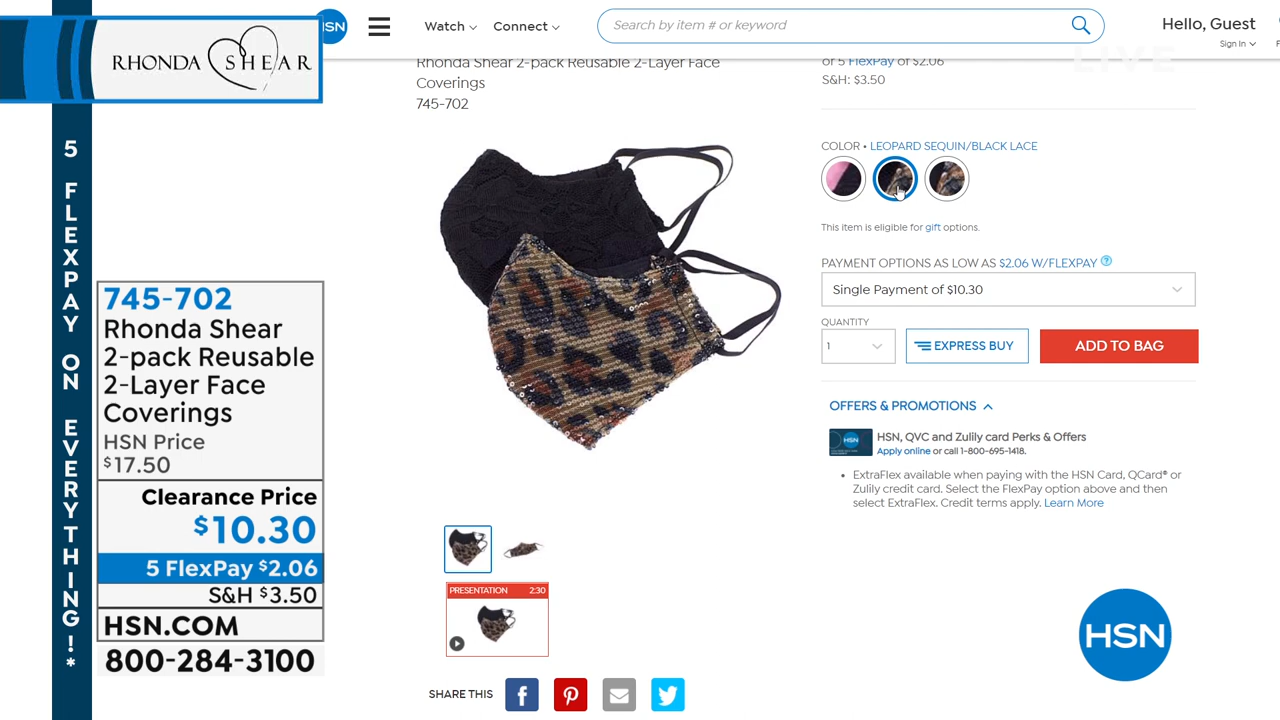 RHONDA SHEAR
5 FLEXPAY ON EVERYTHING!*
745-702
Rhonda Shear
2-pack Reusable
2-Layer Face
Coverings
HSN Price
$17.50
Clearance Price
$10.30
5 FlexPay $2.06
S&H $3.50
HSN.COM
800-284-3100
HSN
Watch
Connect
Search by item # or keyword
Hello, Guest
Sign In
LIVE
Rhonda Shear 2-pack Reusable 2-Layer Face
Coverings
745-702
or 5 FlexPay of $2.06
S&H: $3.50
COLOR • LEOPARD SEQUIN/BLACK LACE
This item is eligible for gift options.
PAYMENT OPTIONS AS LOW AS $2.06 W/FLEXPAY ?
Single Payment of $10.30
QUANTITY
1
EXPRESS BUY
ADD TO BAG
OFFERS & PROMOTIONS
HSN
HSN, QVC and Zulily card Perks & Offers
Apply online or call 1-800-695-1418.
• ExtraFlex available when paying with the HSN Card, QCard® or
Zulily credit card. Select the FlexPay option above and then
select ExtraFlex. Credit terms apply. Learn More
PRESENTATION 2:30
SHARE THIS
HSN